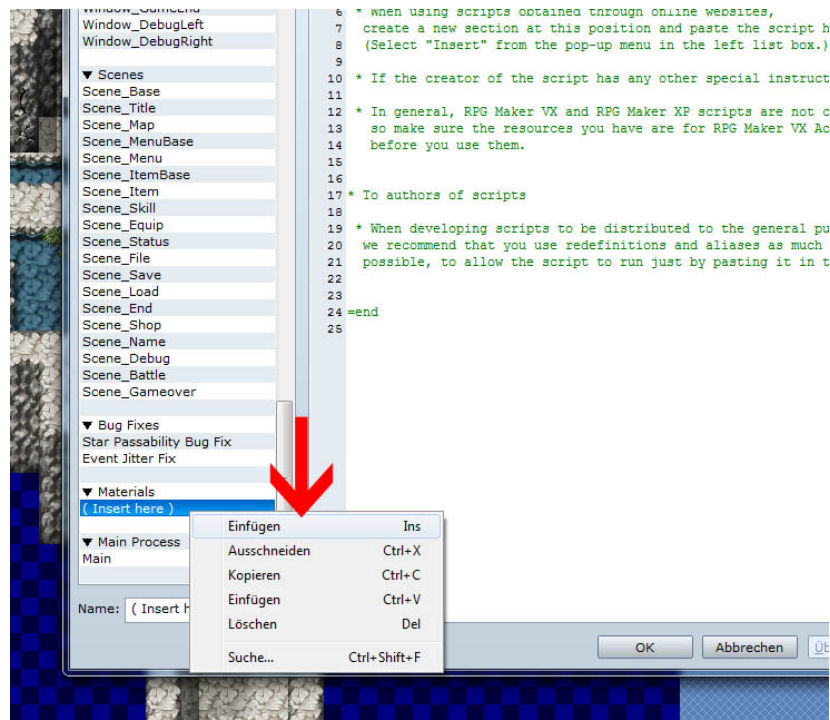 Window_GameEnd
Window_DebugLeft
Window_DebugRight
▼ Scenes
Scene_Base
Scene_Title
Scene_Map
Scene_MenuBase
Scene_Menu
Scene_ItemBase
Scene_Item
Scene_Skill
Scene_Equip
Scene_Status
Scene_File
Scene_Save
Scene_Load
Scene_End
Scene_Shop
Scene_Name
Scene_Debug
Scene_Battle
Scene_Gameover
▼ Bug Fixes
Star Passability Bug Fix
Event Jitter Fix
▼ Materials
( Insert here )
▼ Main Process
Main
Name: ( Insert h
6 * When using scripts obtained through online websites,
7 create a new section at this position and paste the script h
8 (Select "Insert" from the pop-up menu in the left list box.)
9
10 * If the creator of the script has any other special instruct
11
12 * In general, RPG Maker VX and RPG Maker XP scripts are not c
13 so make sure the resources you have are for RPG Maker VX Ac
14 before you use them.
15
16
17 * To authors of scripts
18
19 * When developing scripts to be distributed to the general pu
20 we recommend that you use redefinitions and aliases as much
21 possible, to allow the script to run just by pasting it in t
22
23
24 =end
25
Einfügen Ins
Ausschneiden Ctrl+X
Kopieren Ctrl+C
Einfügen Ctrl+V
Löschen Del
Suche... Ctrl+Shift+F
OK
Abbrechen
Üb